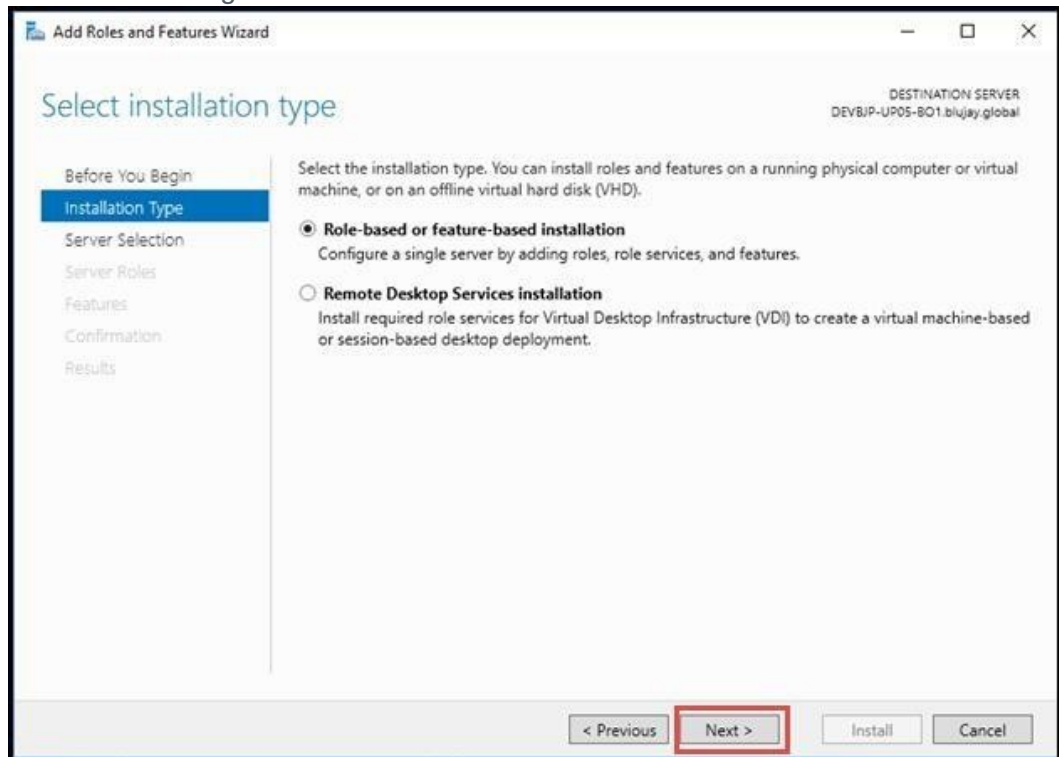 Add Roles and Features Wizard
Select installation type
DESTINATION SERVER
DEVBJP-UP05-BO1.blujay.global
Before You Begin
Installation Type
Server Selection
Server Roles
Features
Confirmation
Results
Select the installation type. You can install roles and features on a running physical computer or virtual
machine, or on an offline virtual hard disk (VHD).
Role-based or feature-based installation
Configure a single server by adding roles, role services, and features.
Remote Desktop Services installation
Install required role services for Virtual Desktop Infrastructure (VDI) to create a virtual machine-based
or session-based desktop deployment.
< Previous Next > Install Cancel